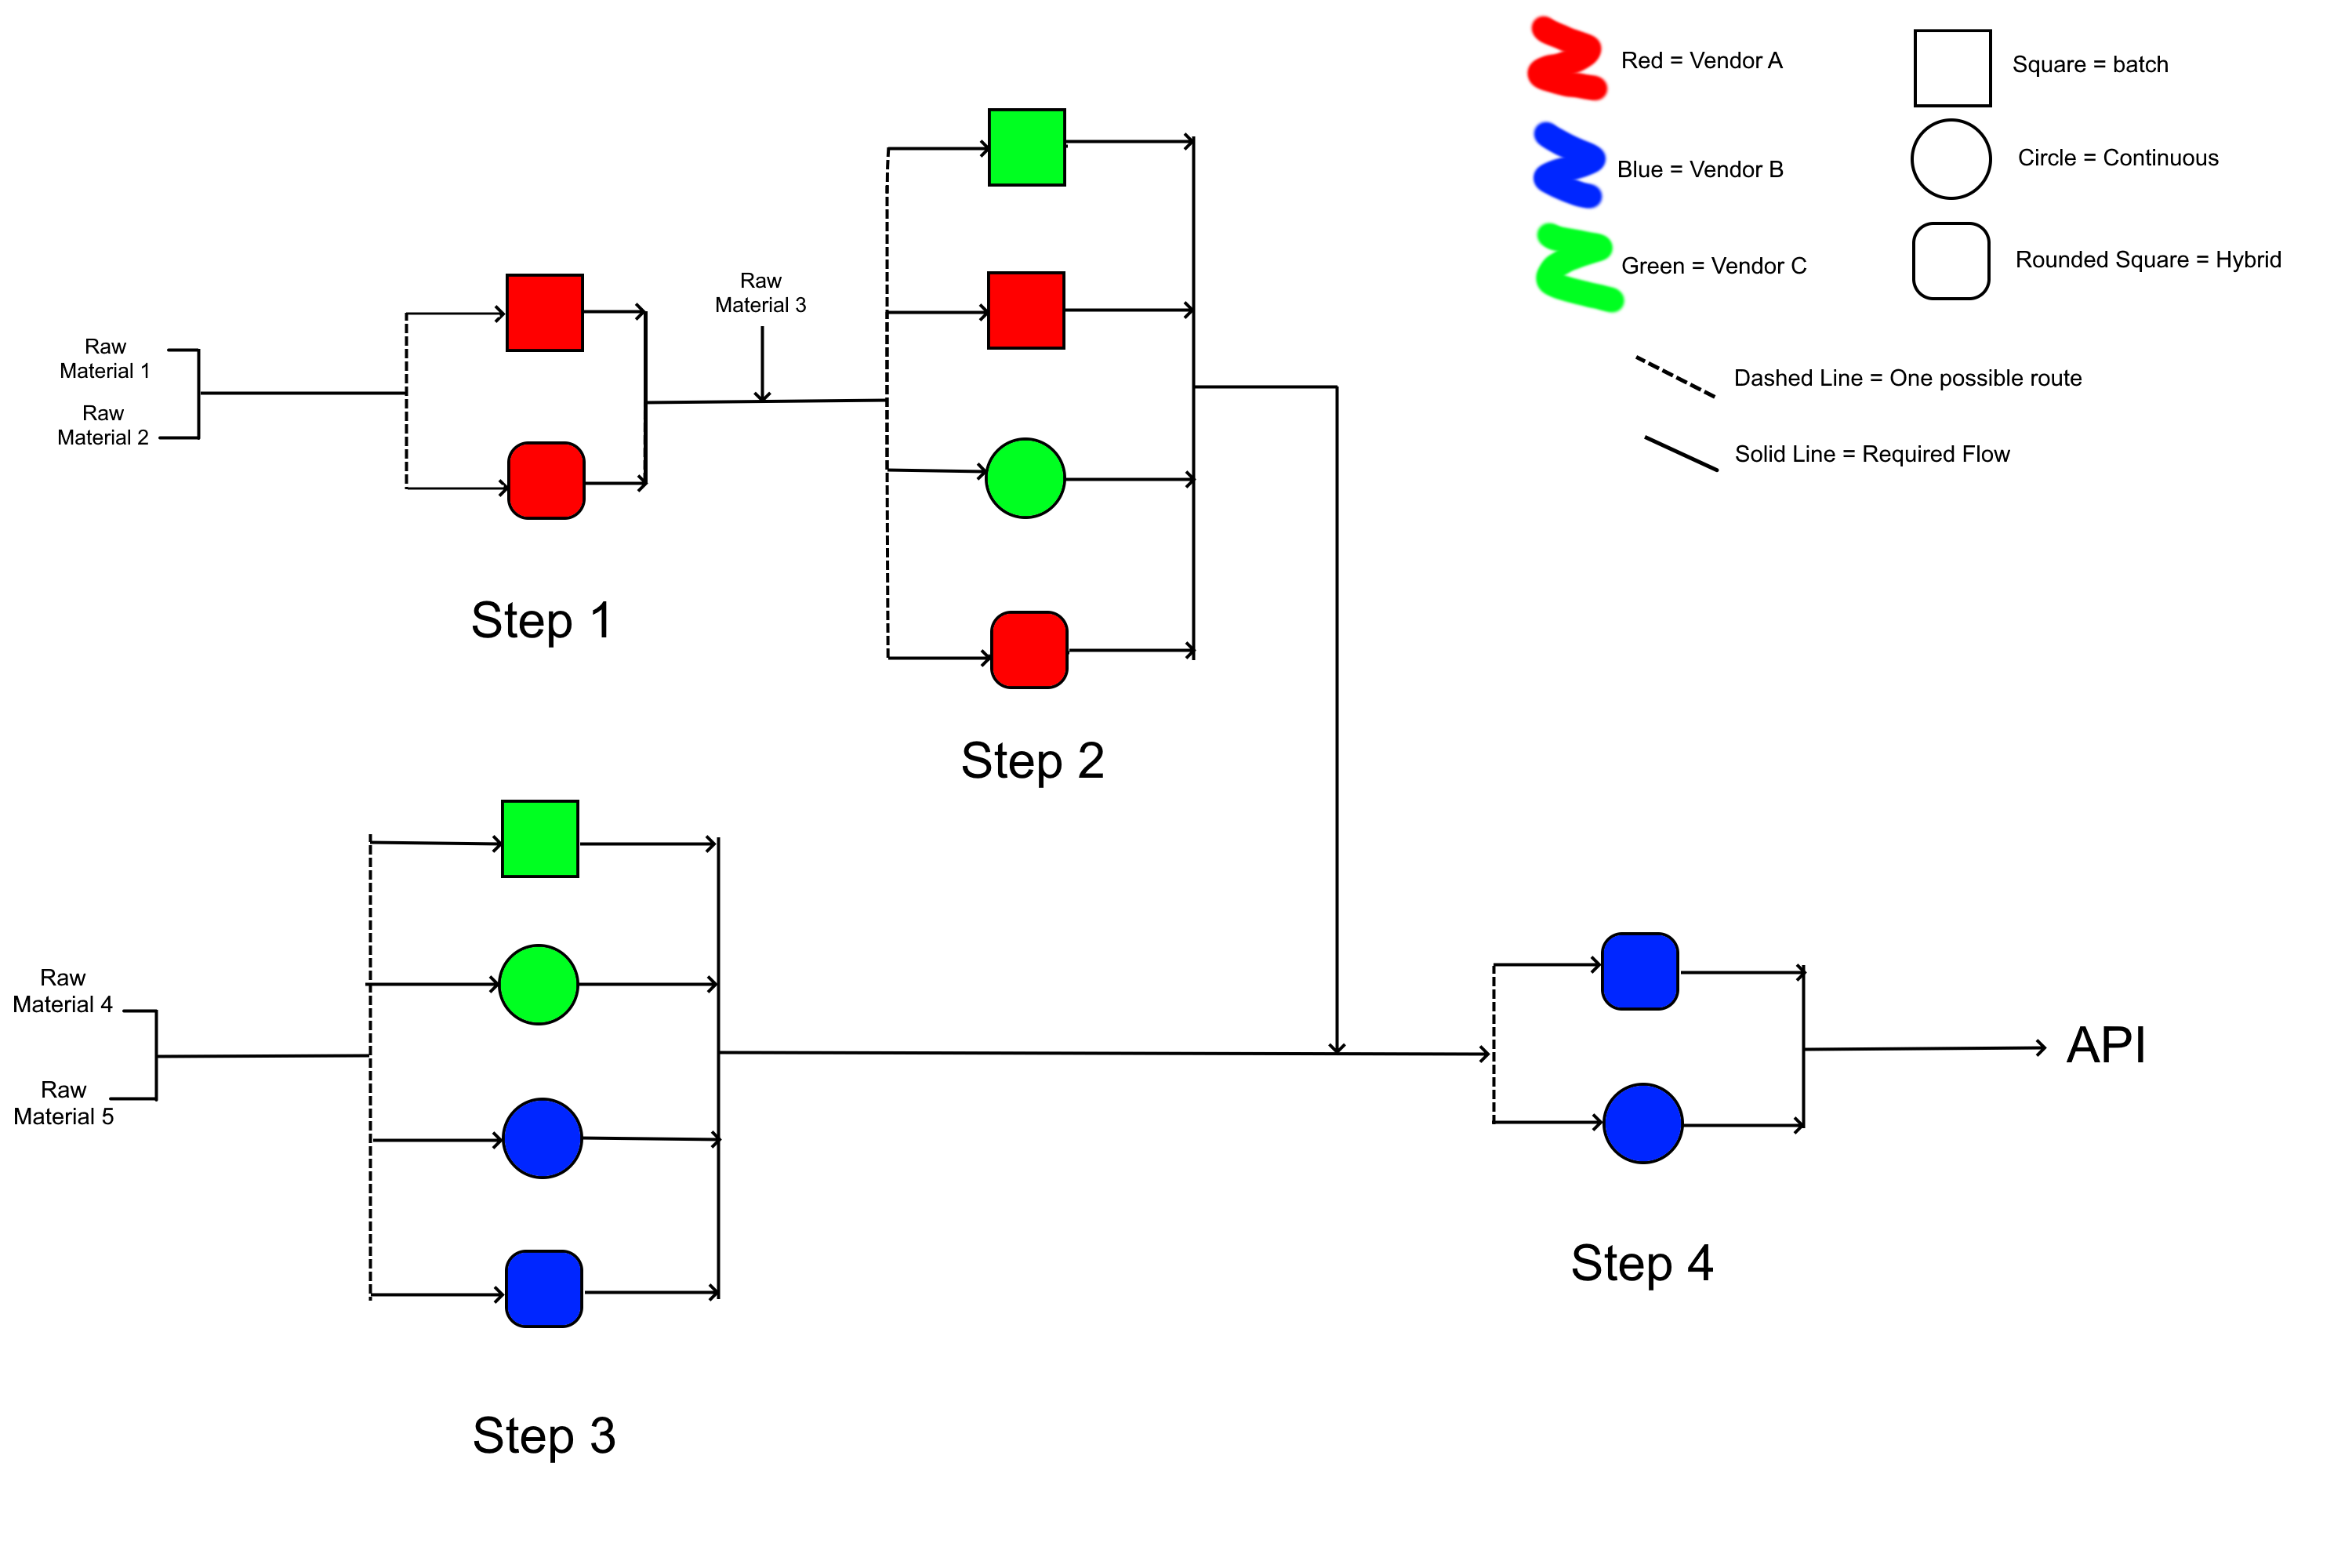 Red = Vendor A
Square = batch
Blue = Vendor B
Circle = Continuous
Green = Vendor C
Rounded Square = Hybrid
Dashed Line = One possible route
Solid Line = Required Flow
Raw
Material 1
Raw
Material 2
Raw
Material 3
Step 1
Step 2
Raw
Material 4
Raw
Material 5
Step 3
Step 4
API